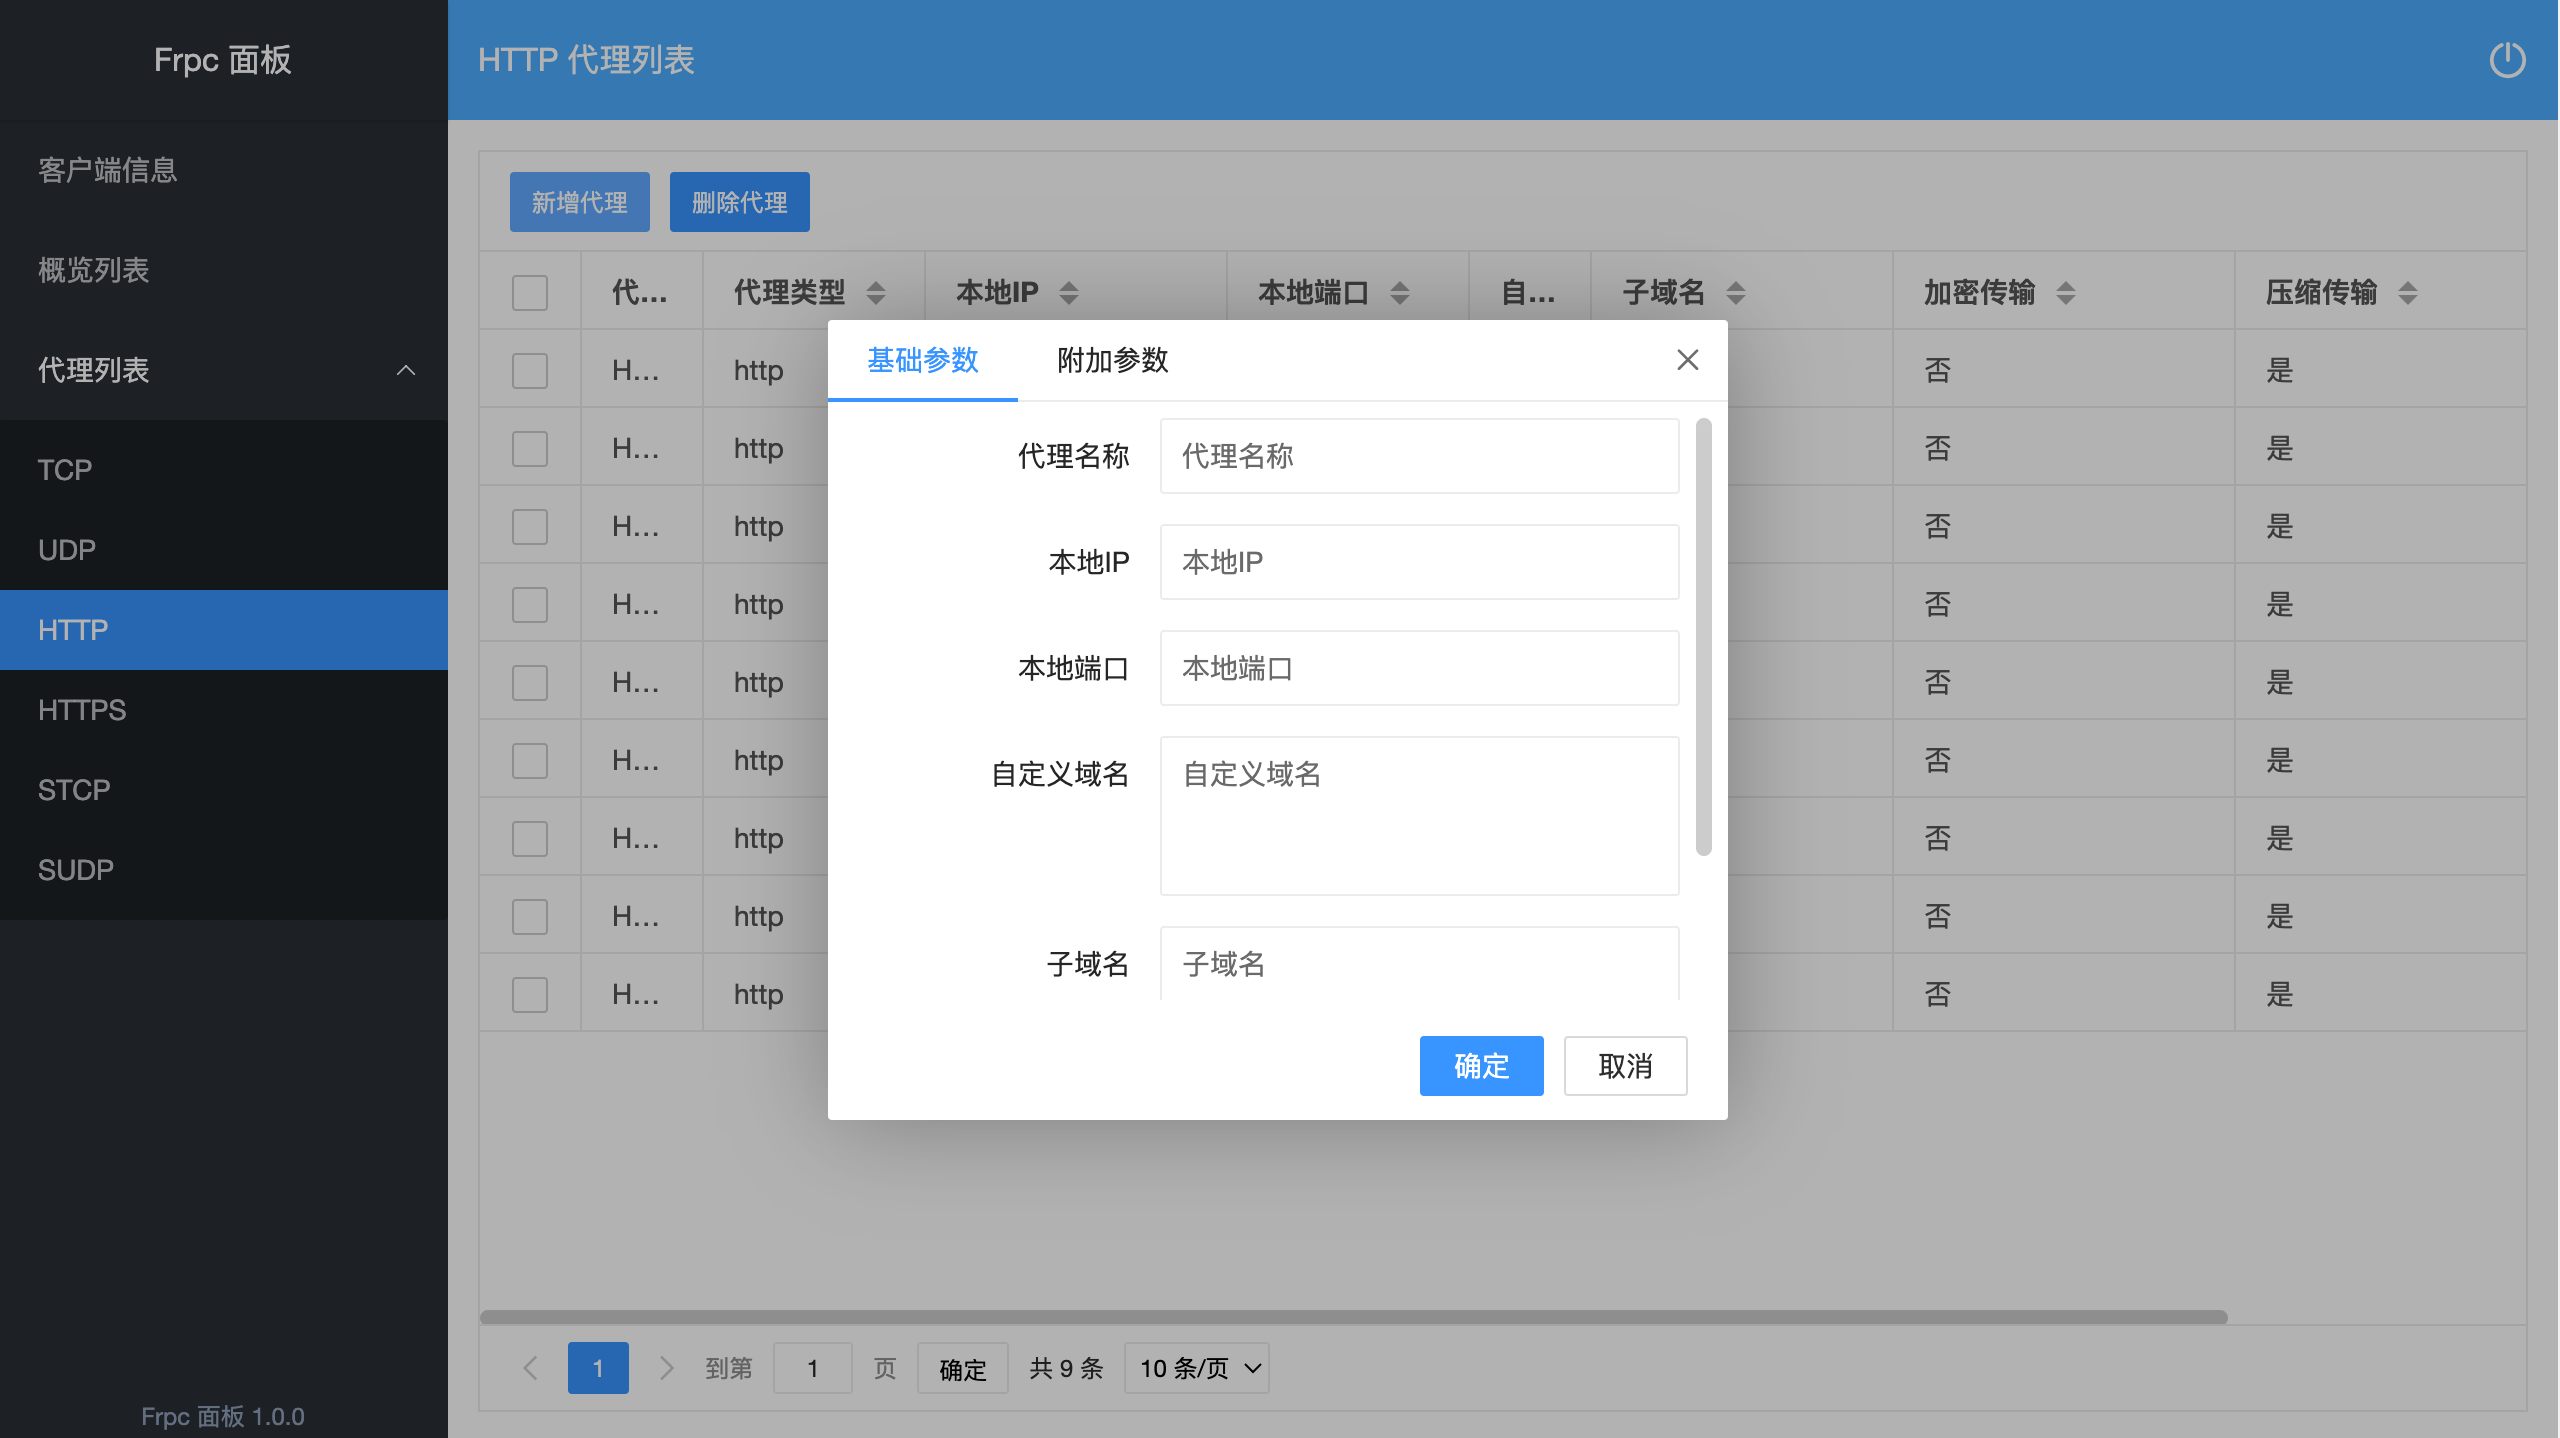 Frpc 面板
HTTP 代理列表
客户端信息
概览列表
代理列表
TCP
UDP
HTTP
HTTPS
STCP
SUDP
Frpc 面板 1.0.0
新增代理 删除代理
代... 代理类型 本地IP 本地端口 自... 子域名 加密传输 压缩传输
H... http 否 是
H... http 否 是
H... http 否 是
H... http 否 是
H... http 否 是
H... http 否 是
H... http 否 是
H... http 否 是
H... http 否 是
基础参数 附加参数
代理名称 代理名称
本地IP 本地IP
本地端口 本地端口
自定义域名 自定义域名
子域名 子域名
确定 取消
1 到第 1 页 确定 共 9 条 10 条/页